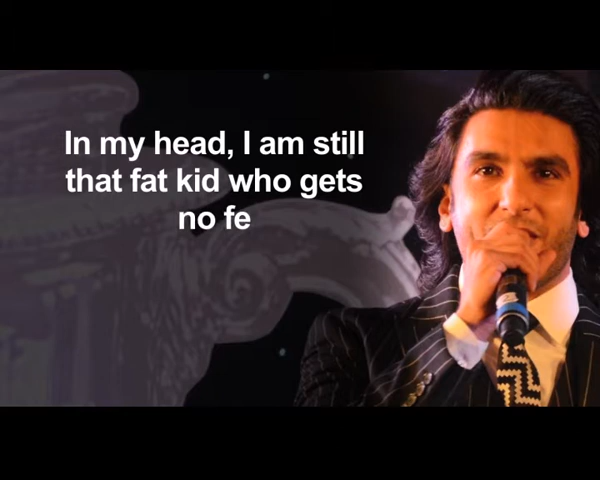 In my head, I am still
that fat kid who gets
no fe